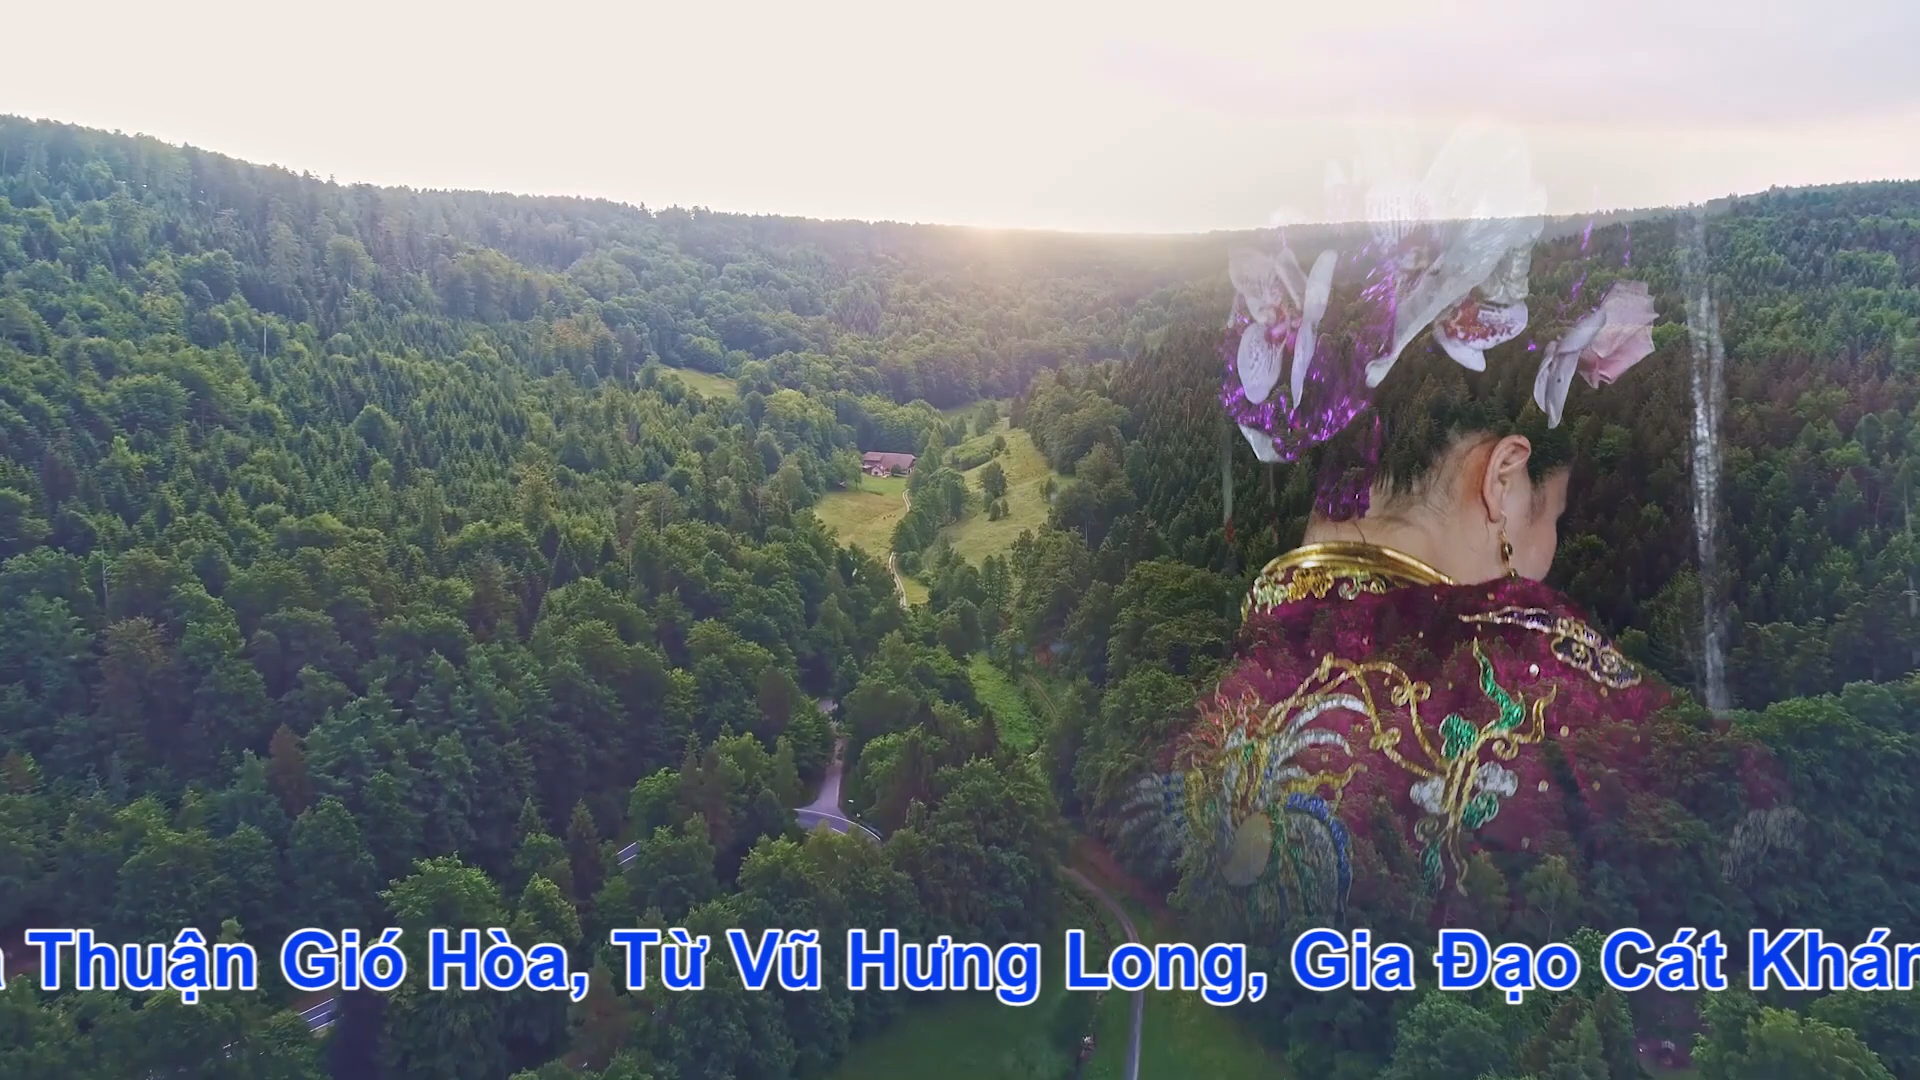 Thuận Gió Hòa, Từ Vũ Hưng Long, Gia Đạo Cát